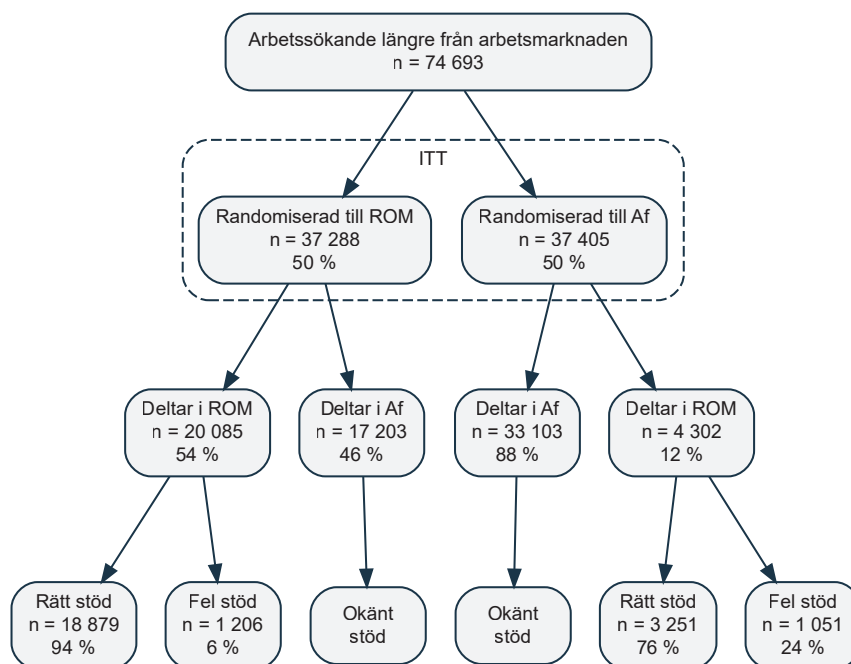 Arbetssökande längre från arbetsmarknaden
n = 74 693
ITT
Randomiserad till ROM
n = 37 288
50 %
Randomiserad till Af
n = 37 405
50 %
Deltar i ROM
n = 20 085
54 %
Deltar i Af
n = 17 203
46 %
Deltar i Af
n = 33 103
88 %
Deltar i ROM
n = 4 302
12 %
Rätt stöd
n = 18 879
94 %
Fel stöd
n = 1 206
6 %
Okänt
stöd
Okänt
stöd
Rätt stöd
n = 3 251
76 %
Fel stöd
n = 1 051
24 %